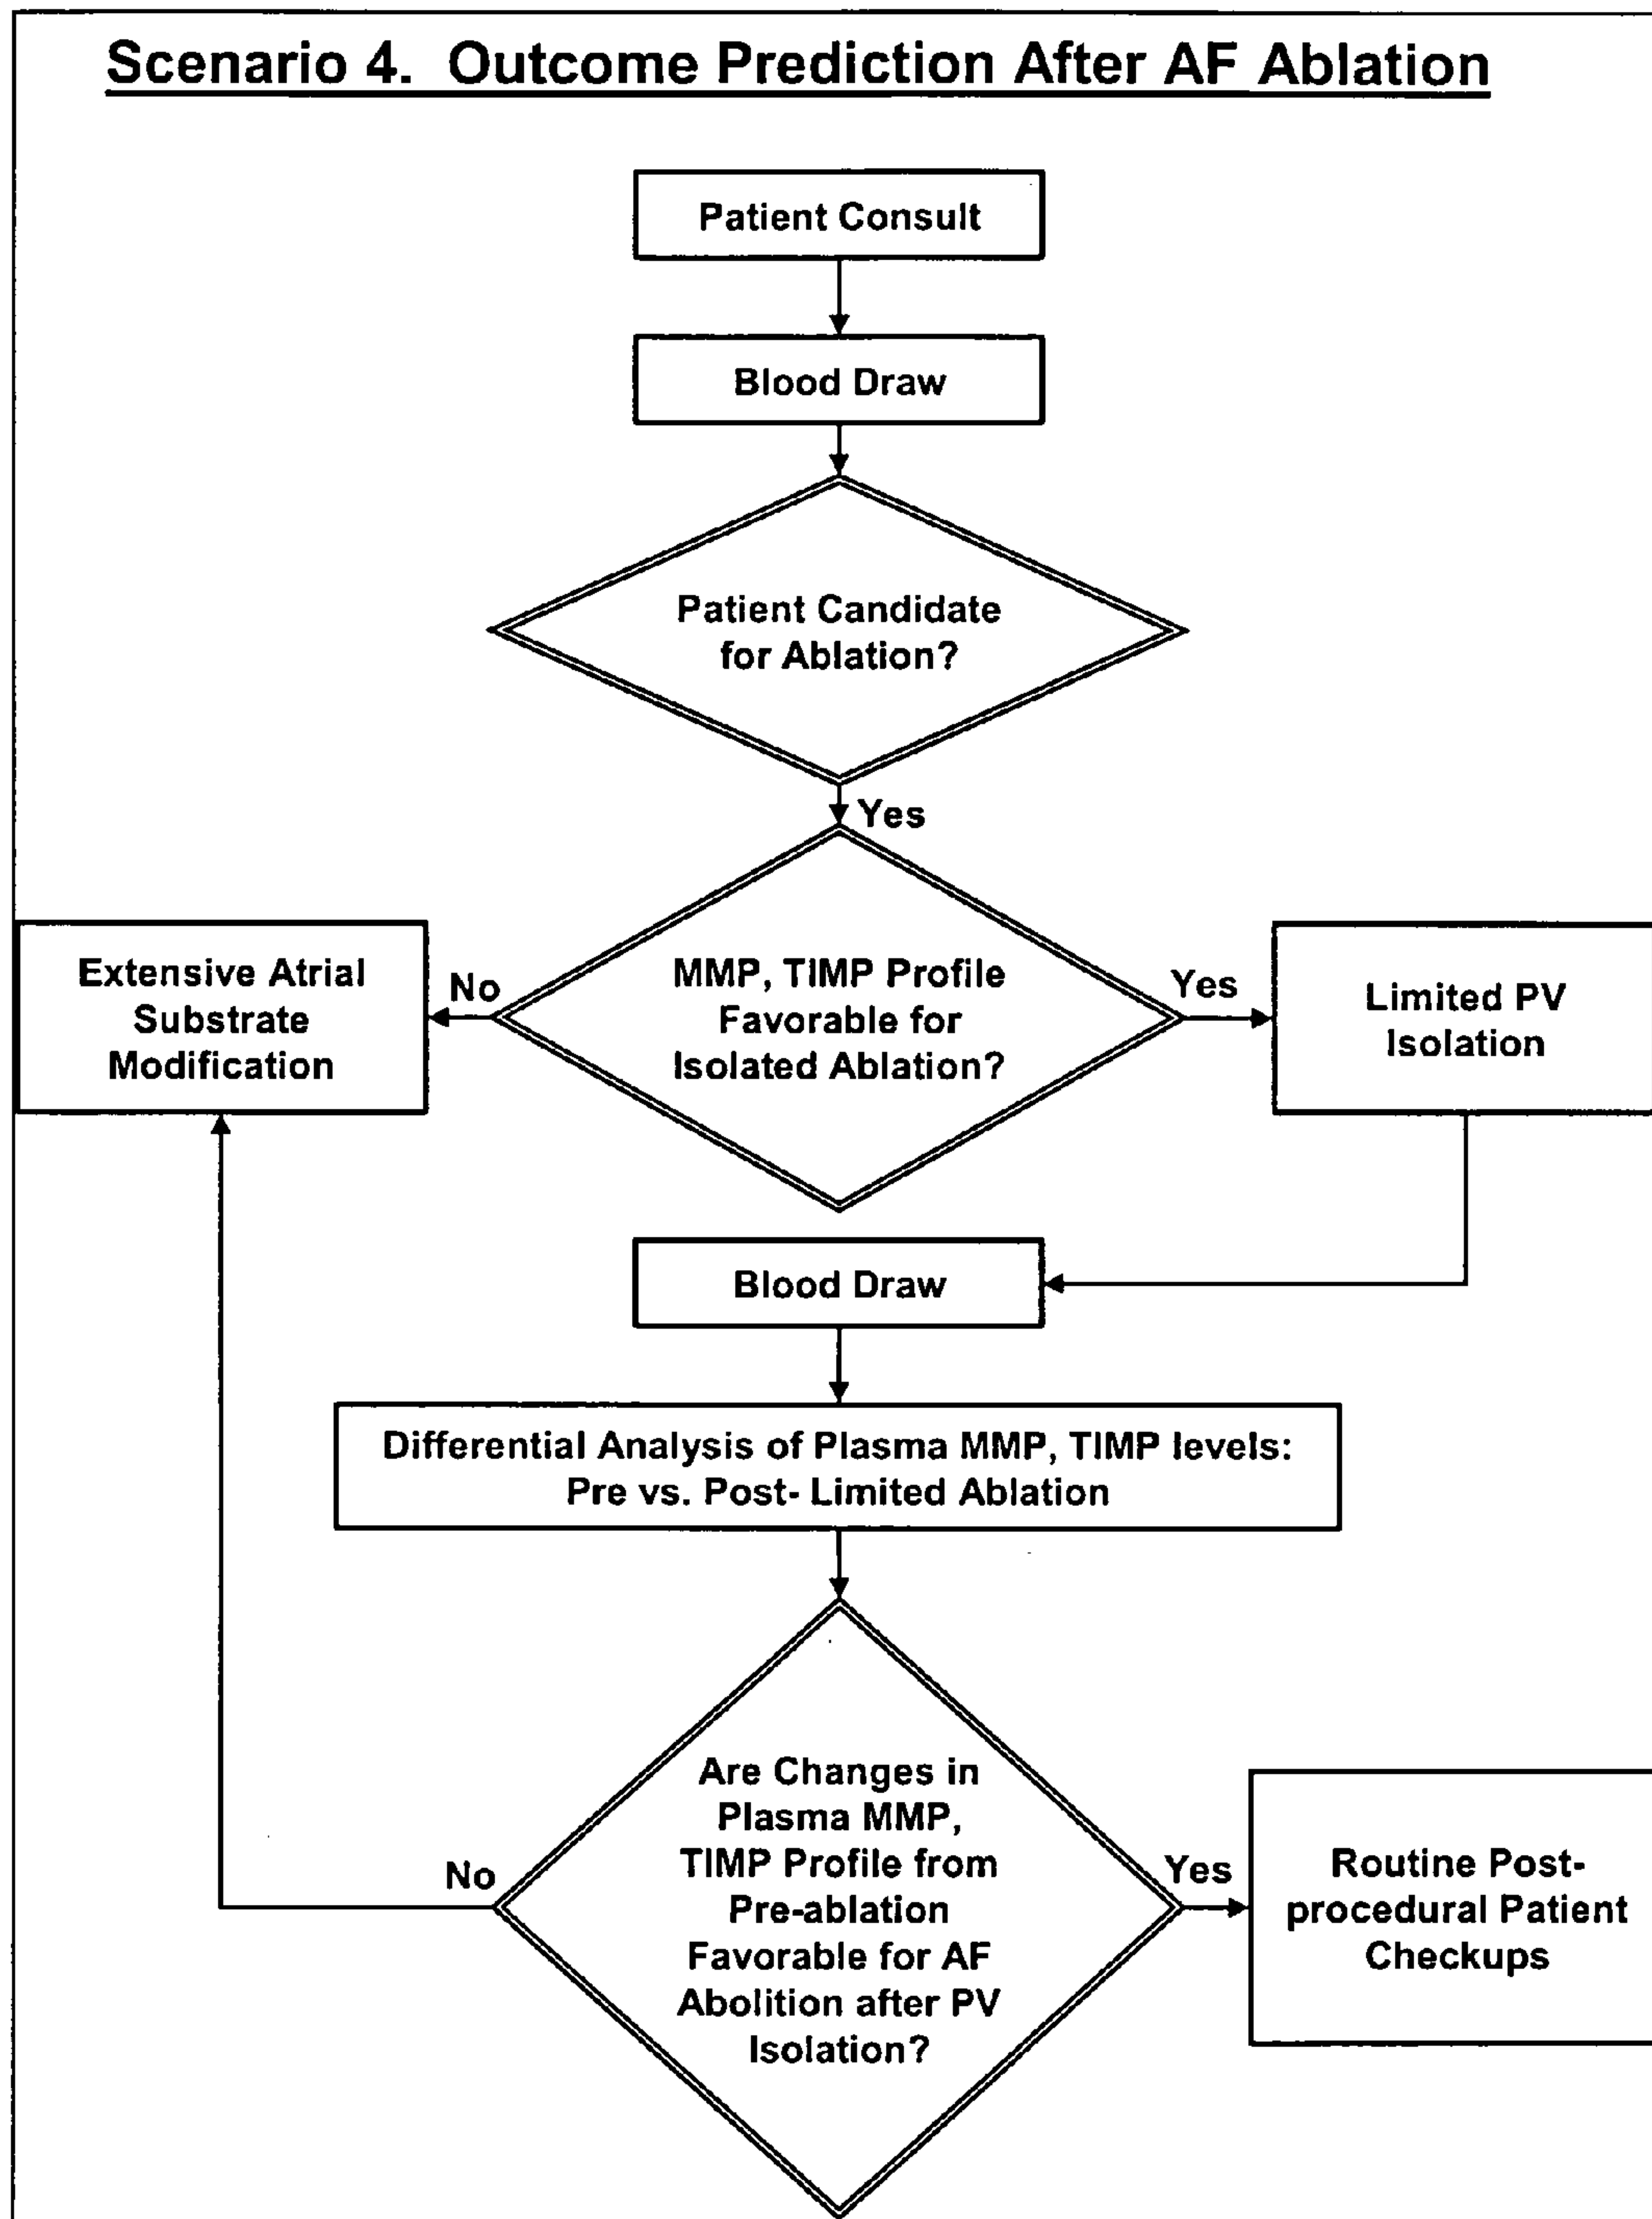 Scenario 4. Outcome Prediction After AF Ablation
Patient Consult
Blood Draw
Patient Candidate
for Ablation?
Yes
Extensive Atrial
Substrate
Modification
No
MMP, TIMP Profile
Favorable for
Isolated Ablation?
Yes
Limited PV
Isolation
Blood Draw
Differential Analysis of Plasma MMP, TIMP levels:
Pre vs. Post- Limited Ablation
No
Are Changes in
Plasma MMP,
TIMP Profile from
Pre-ablation
Favorable for AF
Abolition after PV
Isolation?
Yes
Routine Post-
procedural Patient
Checkups